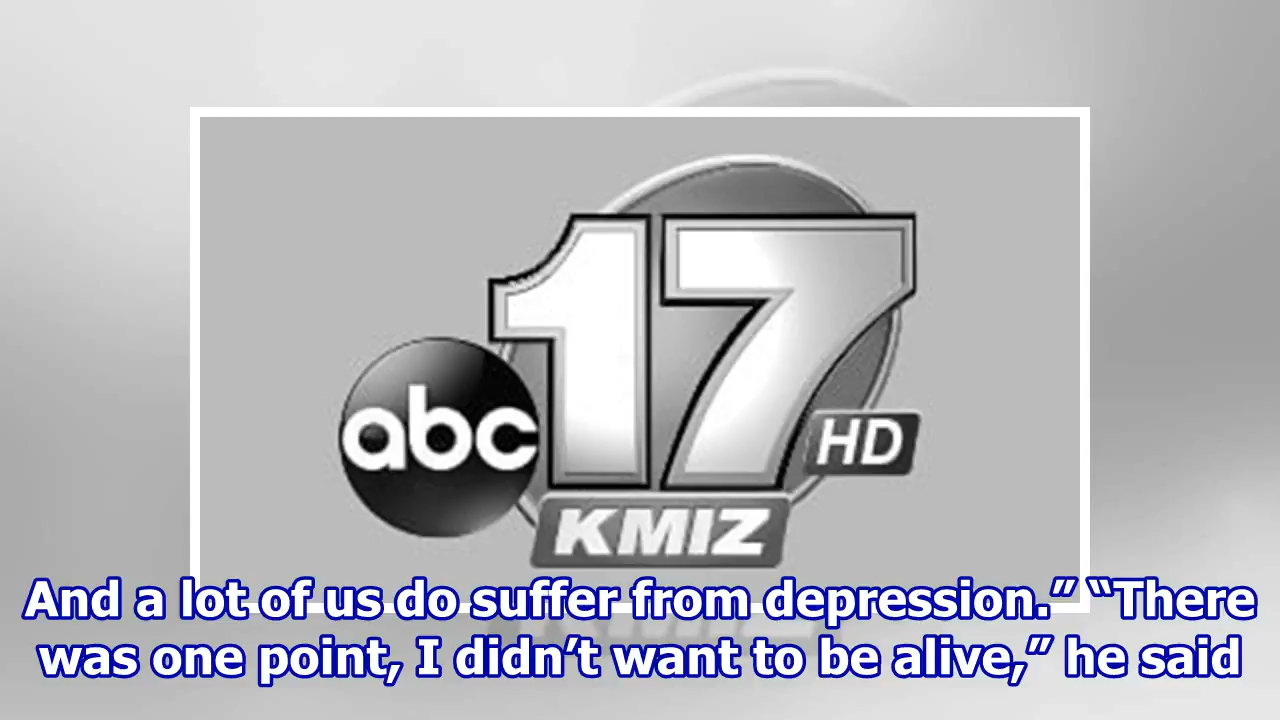 17
abc
HD
KMIZ
And a lot of us do suffer from depression.” “There
was one point, I didn’t want to be alive,” he said